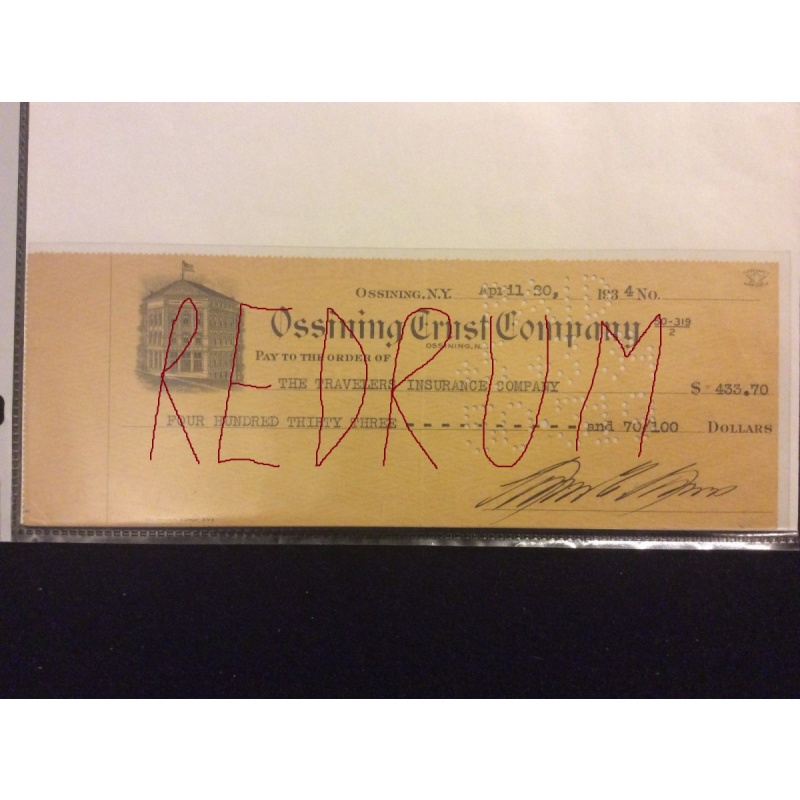 OSSINING, N.Y. April 20, 1934 No.
Ossining Trust Company 50-319
OSSINING, N. 2
PAY TO THE ORDER OF
THE TRAVELERS INSURANCE COMPANY $ 433.70
REDRUM
FOUR HUNDRED THIRTY THREE - - - - - - - - - - - - and 70/100 DOLLARS